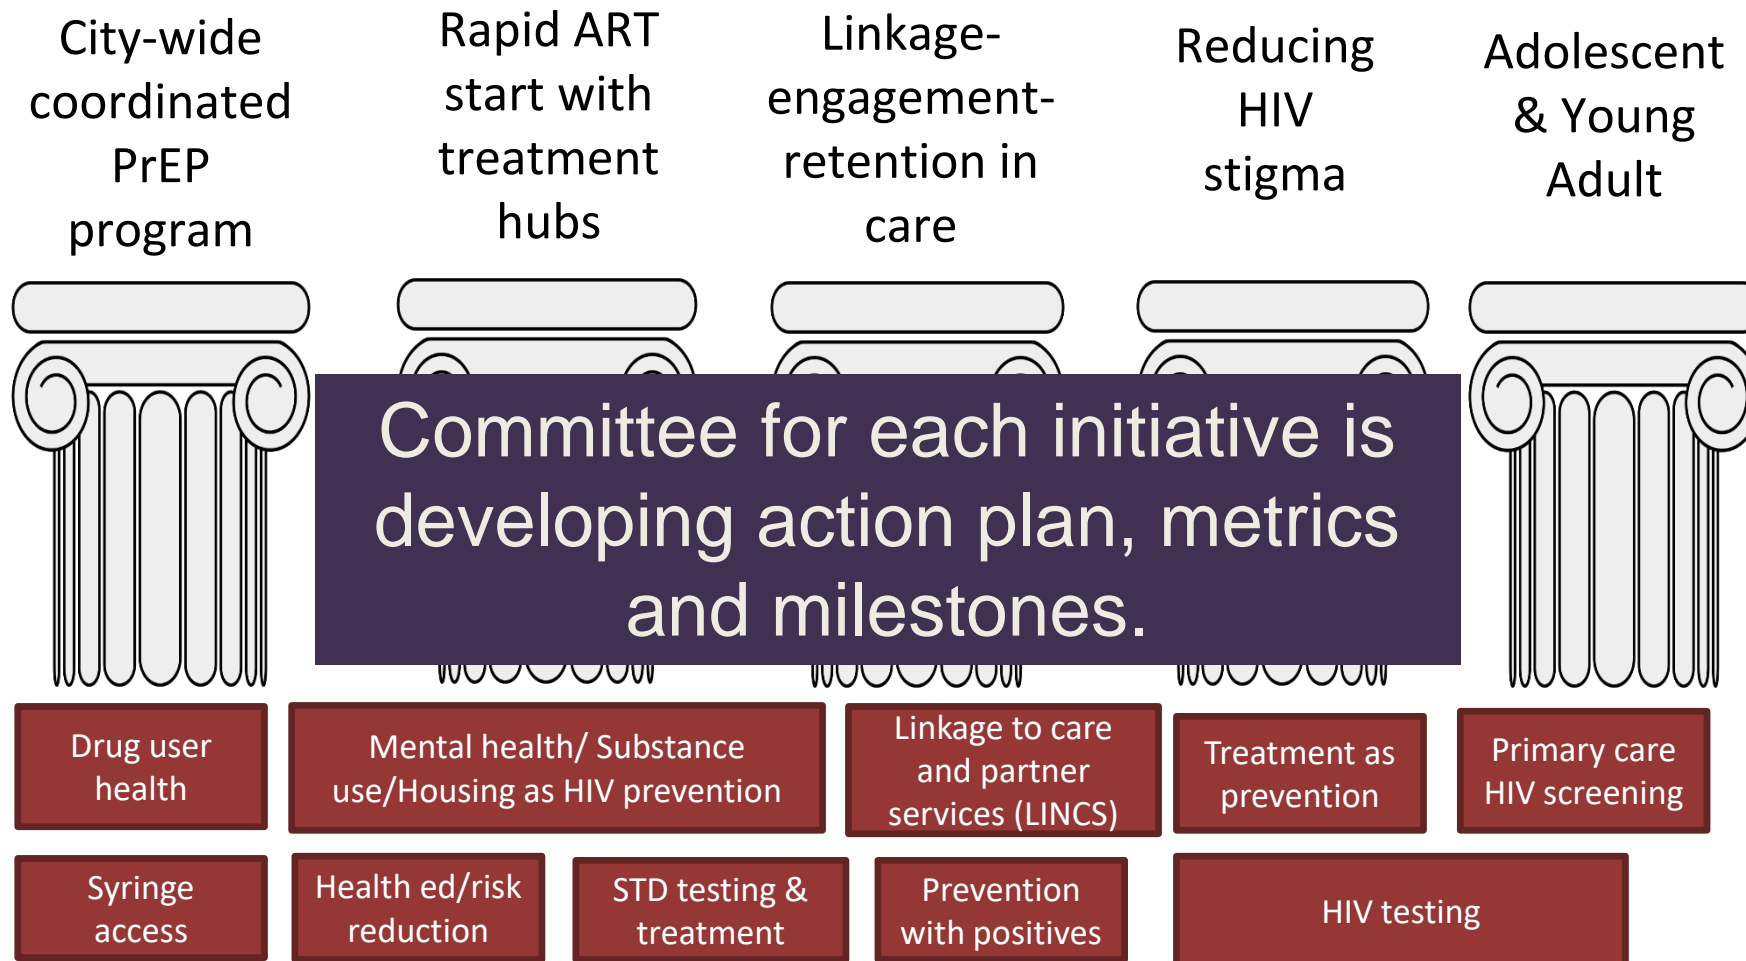 City-wide
coordinated
PrEP
program
Rapid ART
start with
treatment
hubs
Linkage-
engagement-
retention in
care
Reducing
HIV
stigma
Adolescent
& Young
Adult
Committee for each initiative is
developing action plan, metrics
and milestones.
Drug user
health
Mental health/ Substance
use/Housing as HIV prevention
Linkage to care
and partner
services (LINCS)
Treatment as
prevention
Primary care
HIV screening
Syringe
access
Health ed/risk
reduction
STD testing &
treatment
Prevention
with positives
HIV testing